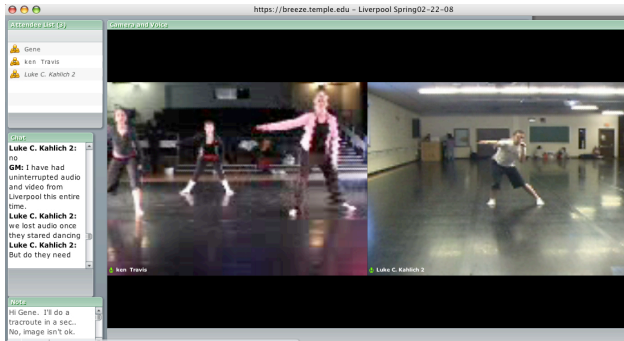 https://breeze.temple.edu – Liverpool Spring02–22–08
Attendee List (3)
Camera and Voice
Gene
ken Travis
Luke C. Kahlich 2
Chat
Luke C. Kahlich 2:
no
GM: I have had
uninterrupted audio
and video from
Liverpool this entire
time.
Luke C. Kahlich 2:
we lost audio once
they stared dancing
Luke C. Kahlich 2:
But do they need
ken Travis
Luke C. Kahlich 2
Note
Hi Gene. I'll do a
tracroute in a sec..
No, image isn't ok.